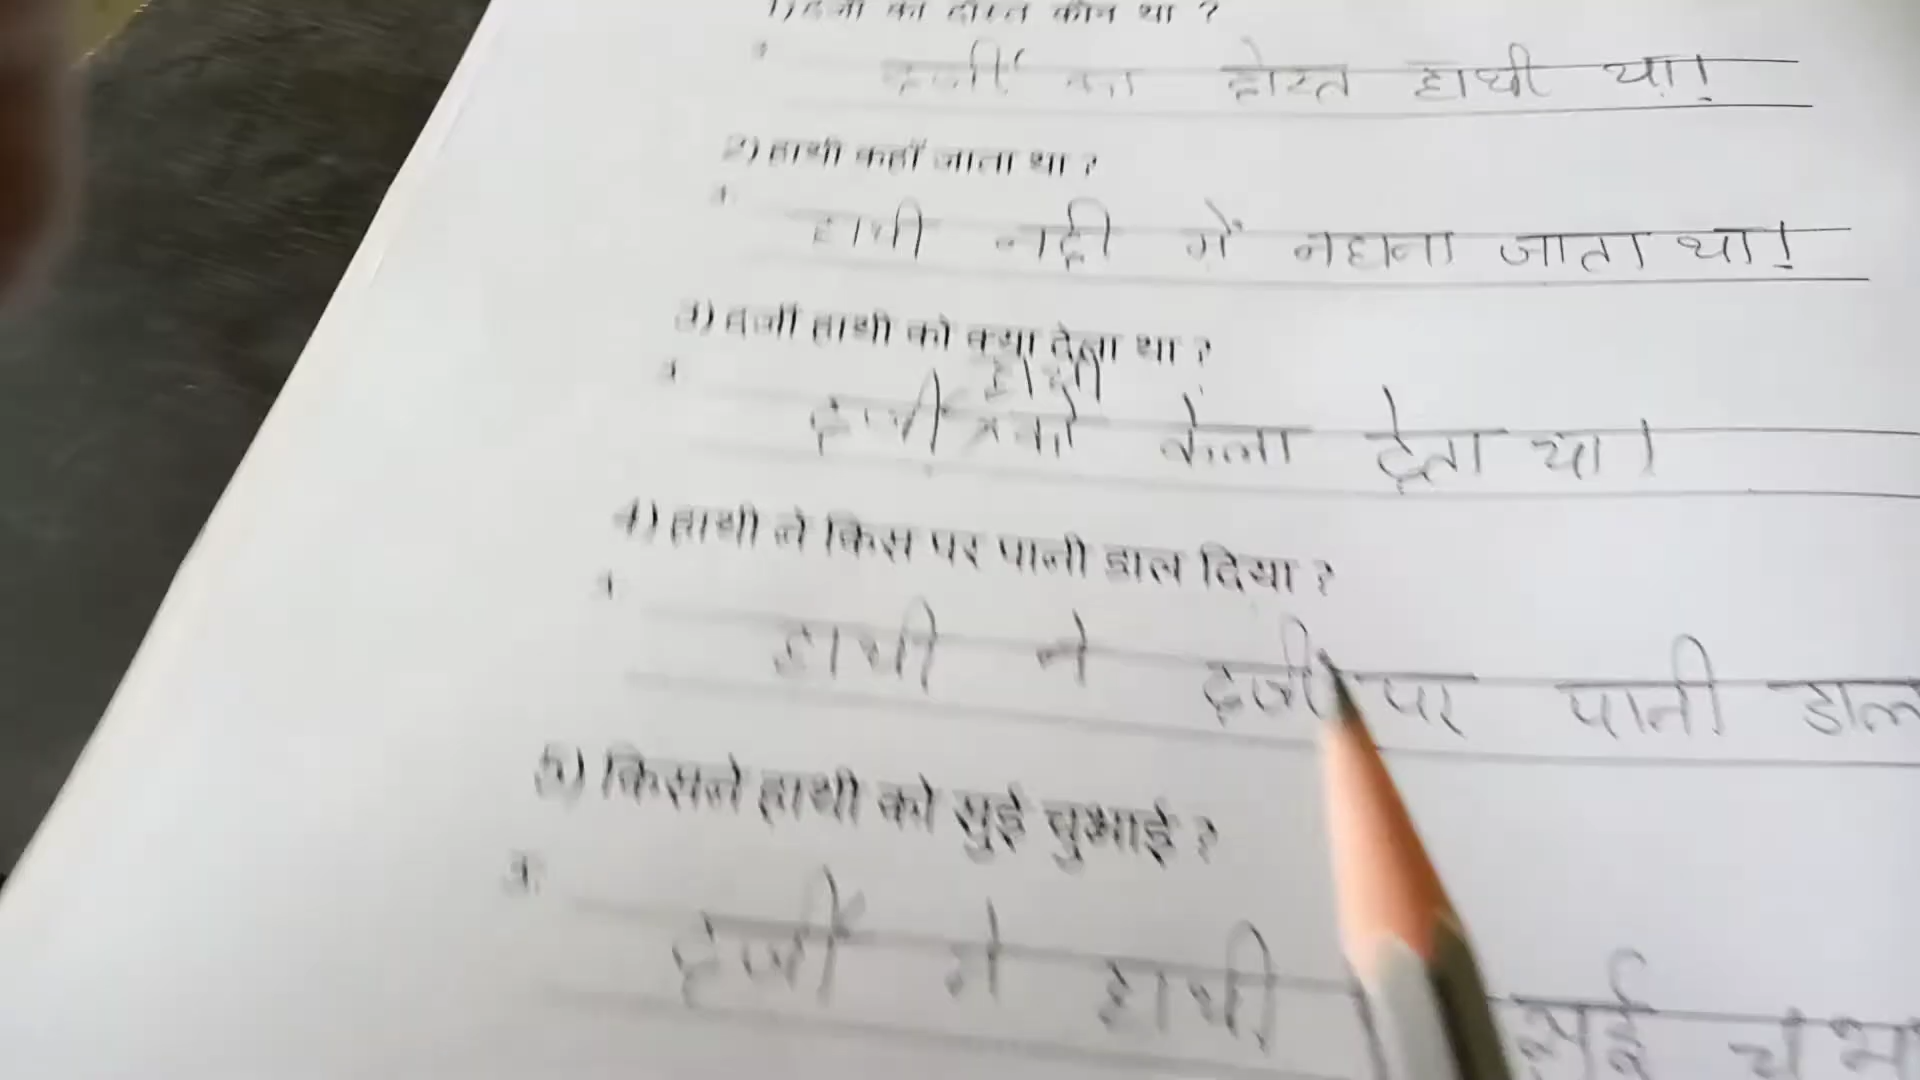 1) दर्जी का दोस्त कौन था ?
दर्जी का दोस्त हाथी था।
2) हाथी कहाँ जाता था ?
हाथी नदी में नहाना जाता था।
3) दर्जी हाथी को क्या देता था ?
हाथी
दर्जी को केला देता था।
4) हाथी ने किस पर पानी डाल दिया ?
हाथी ने दर्जी पर पानी डाल
5) किसने हाथी को सुई चुभाई ?
दर्जी ने हाथी सुई चुभा